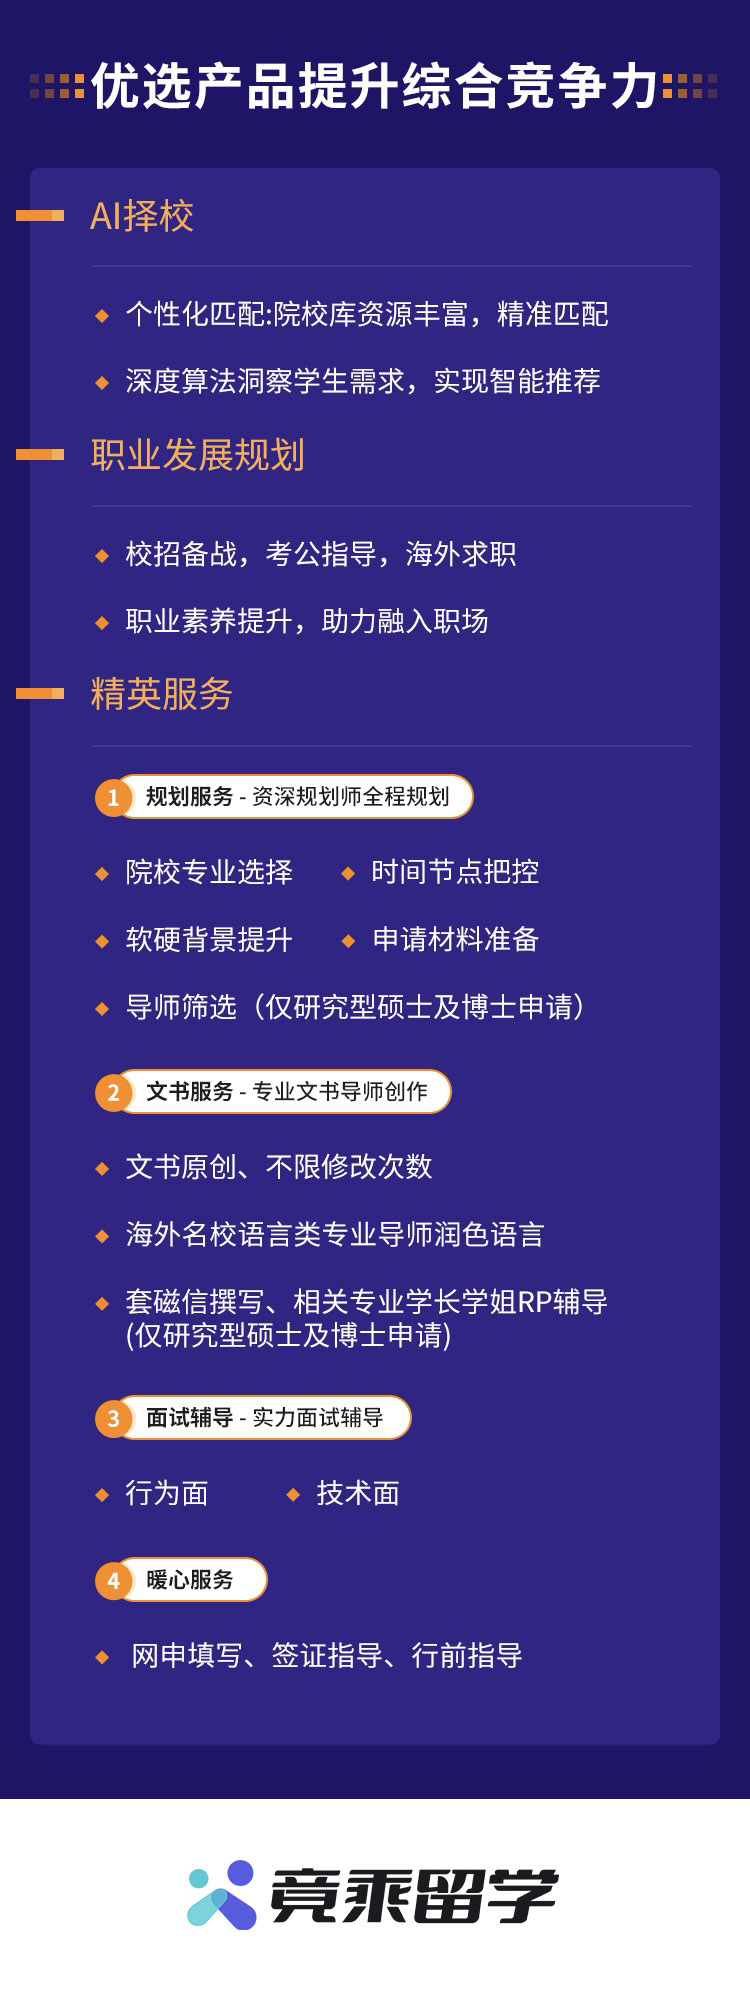 优选产品提升综合竞争力
AI择校
个性化匹配:院校库资源丰富，精准匹配
深度算法洞察学生需求，实现智能推荐
职业发展规划
校招备战，考公指导，海外求职
职业素养提升，助力融入职场
精英服务
1 规划服务 - 资深规划师全程规划
院校专业选择 时间节点把控
软硬背景提升 申请材料准备
导师筛选（仅研究型硕士及博士申请）
2 文书服务 - 专业文书导师创作
文书原创、不限修改次数
海外名校语言类专业导师润色语言
套磁信撰写、相关专业学长学姐RP辅导
(仅研究型硕士及博士申请)
3 面试辅导 - 实力面试辅导
行为面 技术面
4 暖心服务
网申填写、签证指导、行前指导
竟乘留学